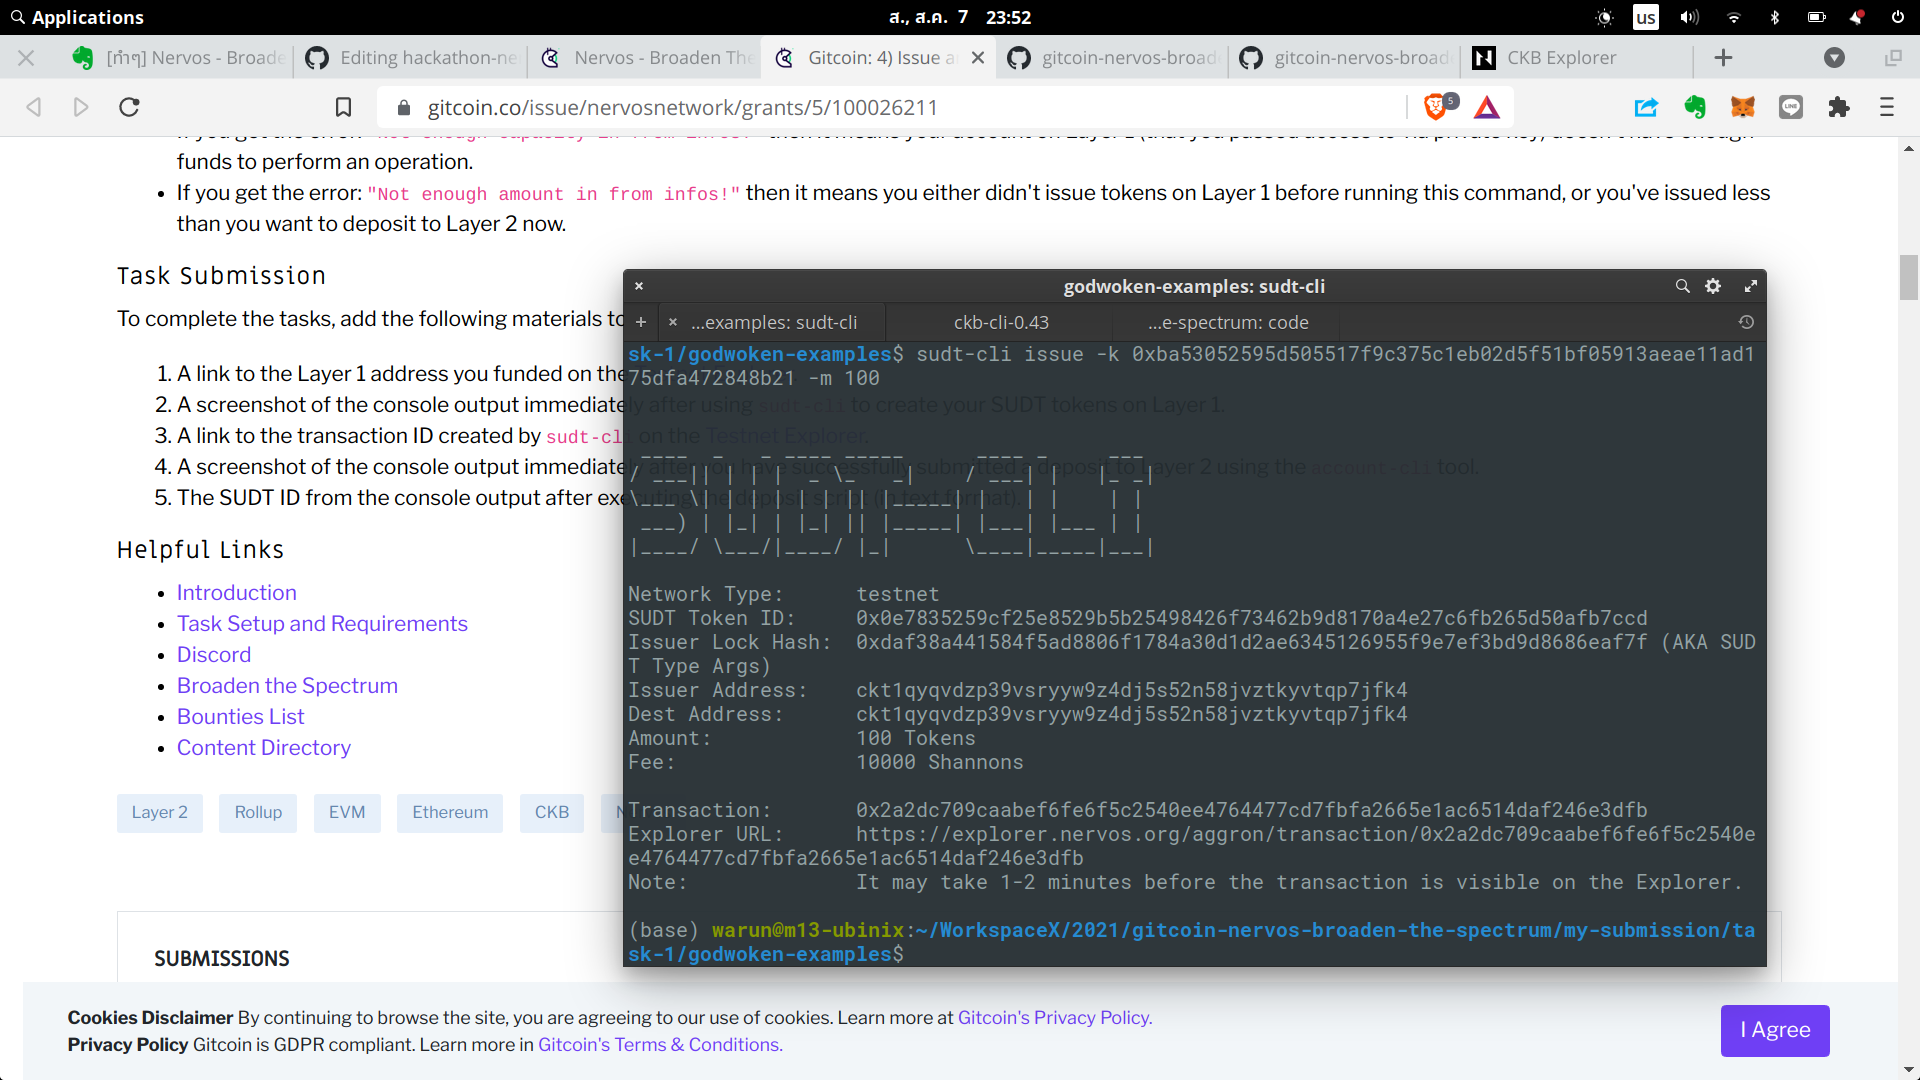 Applications
ส., ส.ค. 7 23:52
us
[ทำๆ] Nervos - Broade
Editing hackathon-ne
Nervos - Broaden The
Gitcoin: 4) Issue a
gitcoin-nervos-broad
gitcoin-nervos-broad
CKB Explorer
gitcoin.co/issue/nervosnetwork/grants/5/100026211
5
LINE
funds to perform an operation.
If you get the error: "Not enough amount in from infos!" then it means you either didn't issue tokens on Layer 1 before running this command, or you've issued less
than you want to deposit to Layer 2 now.
Task Submission
To complete the tasks, add the following materials to
1. A link to the Layer 1 address you funded on the
2. A screenshot of the console output immediately after using sudt-cli to create your SUDT tokens on Layer 1.
3. A link to the transaction ID created by sudt-cli on the Testnet Explorer.
4. A screenshot of the console output immediately after you have successfully submitted a deposit to Layer 2 using the account-cli tool.
5. The SUDT ID from the console output after executing the deposit script (in text format).
Helpful Links
Introduction
Task Setup and Requirements
Discord
Broaden the Spectrum
Bounties List
Content Directory
Layer 2 Rollup EVM Ethereum CKB N
SUBMISSIONS
godwoken-examples: sudt-cli
...examples: sudt-cli
ckb-cli-0.43
...e-spectrum: code
sk-1/godwoken-examples$ sudt-cli issue -k 0xba53052595d505517f9c375c1eb02d5f51bf05913aeae11ad1
75dfa472848b21 -m 100
SUDT-CLI
Network Type: testnet
SUDT Token ID: 0x0e7835259cf25e8529b5b25498426f73462b9d8170a4e27c6fb265d50afb7ccd
Issuer Lock Hash: 0xdaf38a441584f5ad8806f1784a30d1d2ae6345126955f9e7ef3bd9d8686eaf7f (AKA SUD
T Type Args)
Issuer Address: ckt1qyqvdzp39vsryyw9z4dj5s52n58jvztkyvtqp7jfk4
Dest Address: ckt1qyqvdzp39vsryyw9z4dj5s52n58jvztkyvtqp7jfk4
Amount: 100 Tokens
Fee: 10000 Shannons
Transaction: 0x2a2dc709caabef6fe6f5c2540ee4764477cd7fbfa2665e1ac6514daf246e3dfb
Explorer URL: https://explorer.nervos.org/aggron/transaction/0x2a2dc709caabef6fe6f5c2540e
e4764477cd7fbfa2665e1ac6514daf246e3dfb
Note: It may take 1-2 minutes before the transaction is visible on the Explorer.
(base) warun@m13-ubinix:~/WorkspaceX/2021/gitcoin-nervos-broaden-the-spectrum/my-submission/ta
sk-1/godwoken-examples$
Cookies Disclaimer By continuing to browse the site, you are agreeing to our use of cookies. Learn more at Gitcoin's Privacy Policy.
Privacy Policy Gitcoin is GDPR compliant. Learn more in Gitcoin's Terms & Conditions.
I Agree